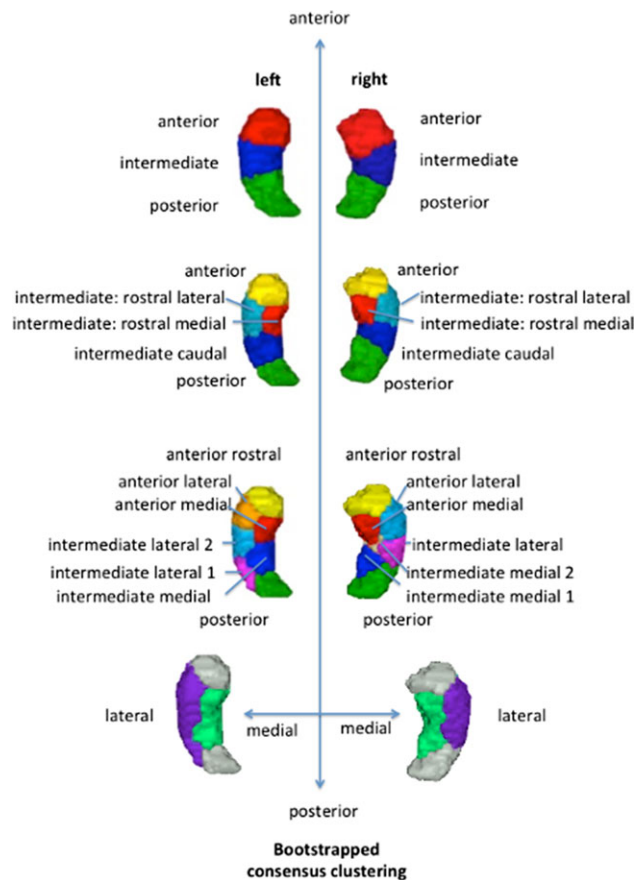 anterior
left right
anterior anterior
intermediate intermediate
posterior posterior
anterior anterior
intermediate: rostral lateral intermediate: rostral lateral
intermediate: rostral medial intermediate: rostral medial
intermediate caudal intermediate caudal
posterior posterior
anterior rostral anterior rostral
anterior lateral anterior lateral
anterior medial anterior medial
intermediate lateral 2 intermediate lateral
intermediate lateral 1 intermediate medial 2
intermediate medial intermediate medial 1
posterior posterior
lateral lateral
medial medial
posterior
Bootstrapped
consensus clustering